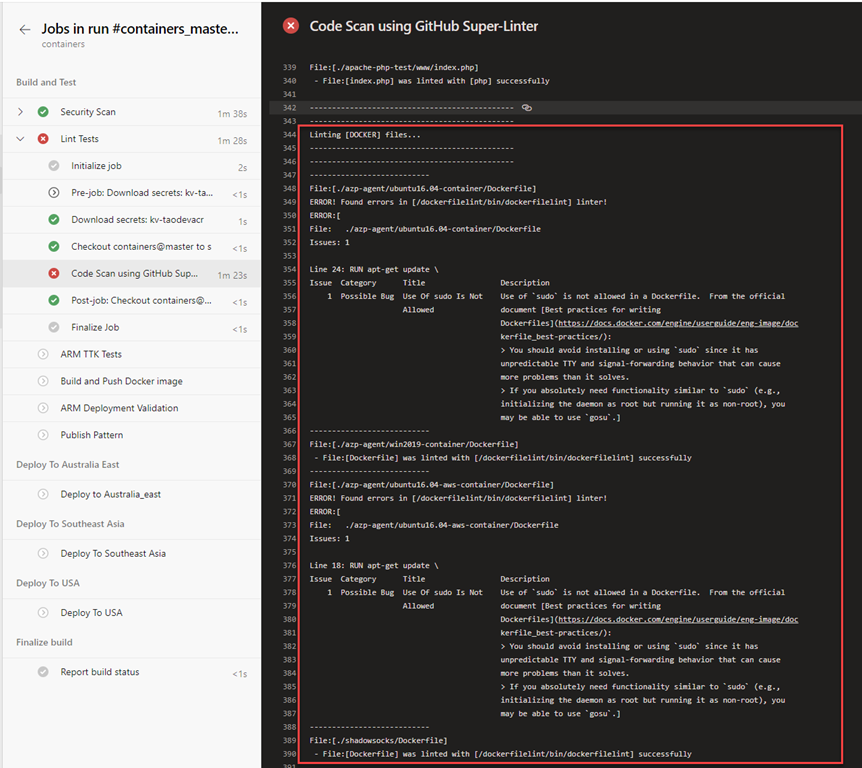 Jobs in run #containers_maste...
containers
Build and Test
Security Scan 1m 38s
Lint Tests 1m 28s
Initialize job 2s
Pre-job: Download secrets: kv-ta... <1s
Download secrets: kv-taodevacr 1s
Checkout containers@master to s <1s
Code Scan using GitHub Sup... 1m 23s
Post-job: Checkout containers@... <1s
Finalize Job <1s
ARM TTK Tests
Build and Push Docker image
ARM Deployment Validation
Publish Pattern
Deploy To Australia East
Deploy to Australia_east
Deploy To Southeast Asia
Deploy To Southeast Asia
Deploy To USA
Deploy To USA
Finalize build
Report build status <1s
Code Scan using GitHub Super-Linter
339 File:[./apache-php-test/www/index.php]
340 - File:[index.php] was linted with [php] successfully
341
342 ----------------------------------------------
343 ----------------------------------------------
344 Linting [DOCKER] files...
345 ----------------------------------------------
346 ----------------------------------------------
347 ---------------------------
348 File:[./azp-agent/ubuntu16.04-container/Dockerfile]
349 ERROR! Found errors in [/dockerfilelint/bin/dockerfilelint] linter!
350 ERROR:[
351 File: ./azp-agent/ubuntu16.04-container/Dockerfile
352 Issues: 1
353
354 Line 24: RUN apt-get update \
355 Issue Category Title Description
356 1 Possible Bug Use Of sudo Is Not Use of `sudo` is not allowed in a Dockerfile. From the official
357 Allowed document [Best practices for writing
358 Dockerfiles](https://docs.docker.com/engine/userguide/eng-image/doc
359 kerfile_best-practices/):
360 > You should avoid installing or using `sudo` since it has
361 unpredictable TTY and signal-forwarding behavior that can cause
362 more problems than it solves.
363 > If you absolutely need functionality similar to `sudo` (e.g.,
364 initializing the daemon as root but running it as non-root), you
365 may be able to use `gosu`.]
366 ---------------------------
367 File:[./azp-agent/win2019-container/Dockerfile]
368 - File:[Dockerfile] was linted with [/dockerfilelint/bin/dockerfilelint] successfully
369 ---------------------------
370 File:[./azp-agent/ubuntu16.04-aws-container/Dockerfile]
371 ERROR! Found errors in [/dockerfilelint/bin/dockerfilelint] linter!
372 ERROR:[
373 File: ./azp-agent/ubuntu16.04-aws-container/Dockerfile
374 Issues: 1
375
376 Line 18: RUN apt-get update \
377 Issue Category Title Description
378 1 Possible Bug Use Of sudo Is Not Use of `sudo` is not allowed in a Dockerfile. From the official
379 Allowed document [Best practices for writing
380 Dockerfiles](https://docs.docker.com/engine/userguide/eng-image/doc
381 kerfile_best-practices/):
382 > You should avoid installing or using `sudo` since it has
383 unpredictable TTY and signal-forwarding behavior that can cause
384 more problems than it solves.
385 > If you absolutely need functionality similar to `sudo` (e.g.,
386 initializing the daemon as root but running it as non-root), you
387 may be able to use `gosu`.]
388 ---------------------------
389 File:[./shadowsocks/Dockerfile]
390 - File:[Dockerfile] was linted with [/dockerfilelint/bin/dockerfilelint] successfully
391